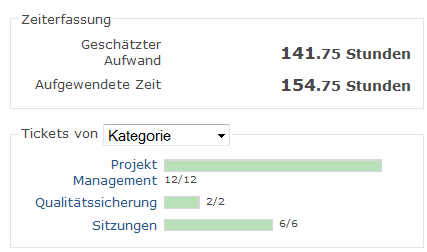 Zeiterfassung
Geschätzter
Aufwand
141.75 Stunden
Aufgewendete Zeit
154.75 Stunden
Tickets von Kategorie
Projekt
Management
12/12
Qualitätssicherung
2/2
Sitzungen
6/6